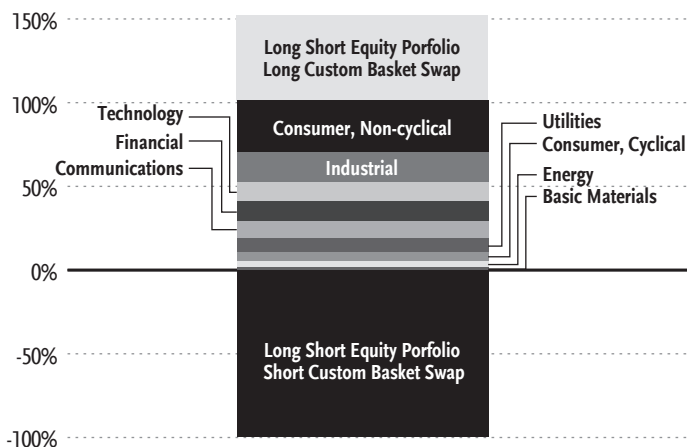 150%
Long Short Equity Porfolio
Long Custom Basket Swap
100%
Technology
Utilities
Consumer, Non-cyclical
Financial
Consumer, Cyclical
Communications
Industrial
Energy
50%
Basic Materials
0%
Long Short Equity Porfolio
-50%
Short Custom Basket Swap
-100%